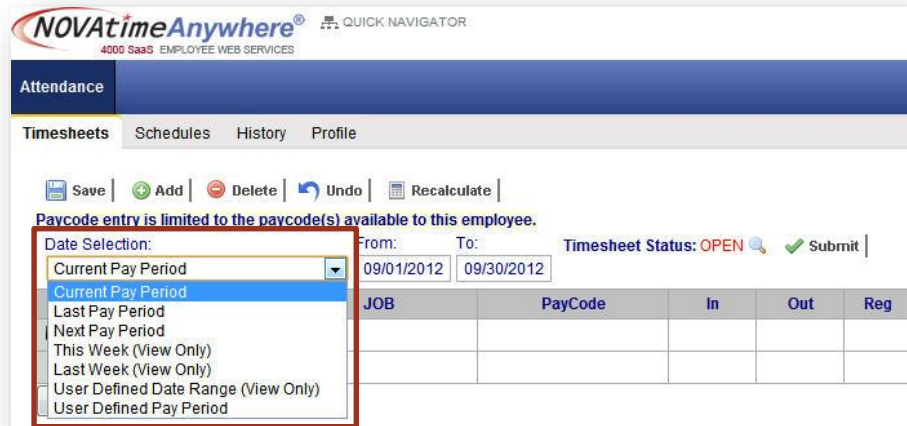 NOVAtimeAnywhere® QUICK NAVIGATOR
4000 SaaS EMPLOYEE WEB SERVICES
Attendance
Timesheets Schedules History Profile
Save Add Delete Undo Recalculate
Paycode entry is limited to the paycode(s) available to this employee.
Date Selection: From: To: Timesheet Status: OPEN Submit
Current Pay Period 09/01/2012 09/30/2012
Current Pay Period
Last Pay Period
Next Pay Period
This Week (View Only)
Last Week (View Only)
User Defined Date Range (View Only)
User Defined Pay Period
JOB PayCode In Out Reg